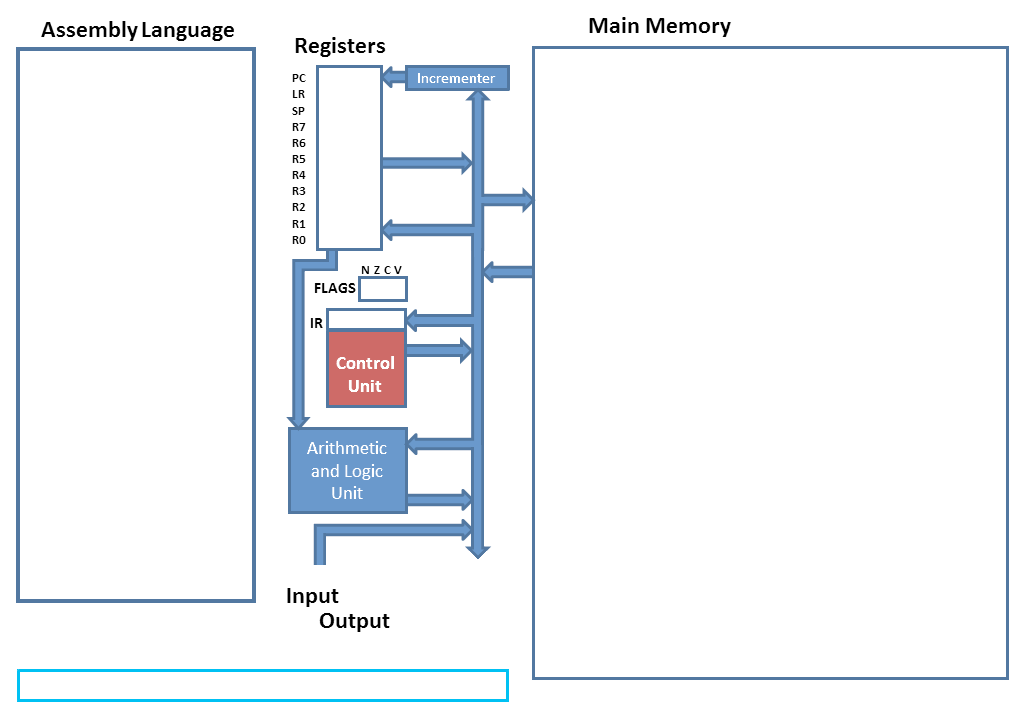 Assembly Language
Registers
Main Memory
Incrementer
PC
LR
SP
R7
R6
R5
R4
R3
R2
R1
R0
N Z C V
FLAGS
IR
Control
Unit
Arithmetic
and Logic
Unit
Input
Output